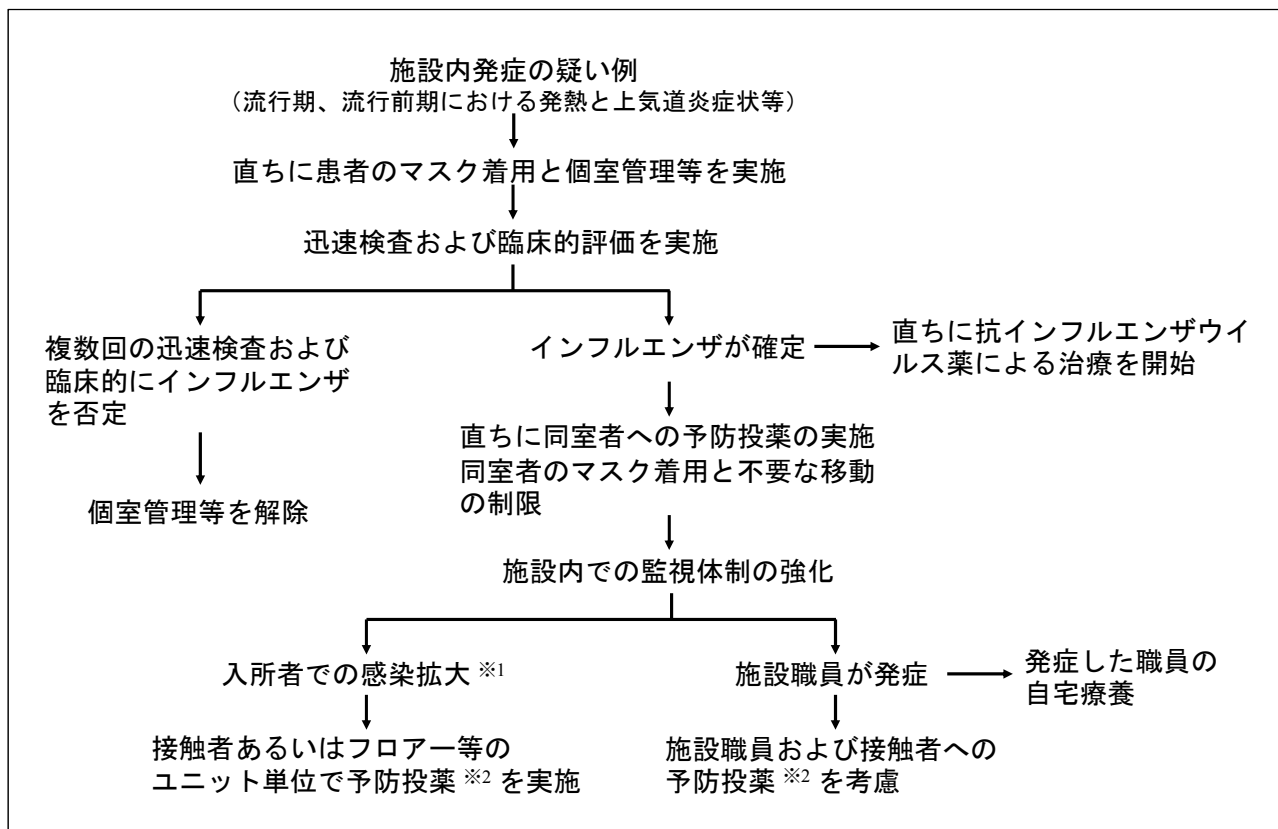 施設内発症の疑い例
（流行期、流行前期における発熱と上気道炎症状等）
直ちに患者のマスク着用と個室管理等を実施
迅速検査および臨床的評価を実施
複数回の迅速検査および
臨床的にインフルエンザ
を否定
個室管理等を解除
インフルエンザが確定
直ちに抗インフルエンザウイ
ルス薬による治療を開始
直ちに同室者への予防投薬の実施
同室者のマスク着用と不要な移動
の制限
施設内での監視体制の強化
入所者での感染拡大 ※1
接触者あるいはフロアー等の
ユニット単位で予防投薬 ※2 を実施
施設職員が発症
発症した職員の
自宅療養
施設職員および接触者への
予防投薬 ※2 を考慮